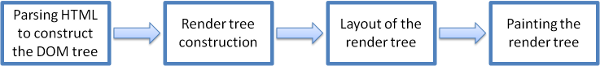 Parsing HTML
to construct
the DOM tree
Render tree
construction
Layout of the
render tree
Painting the
render tree